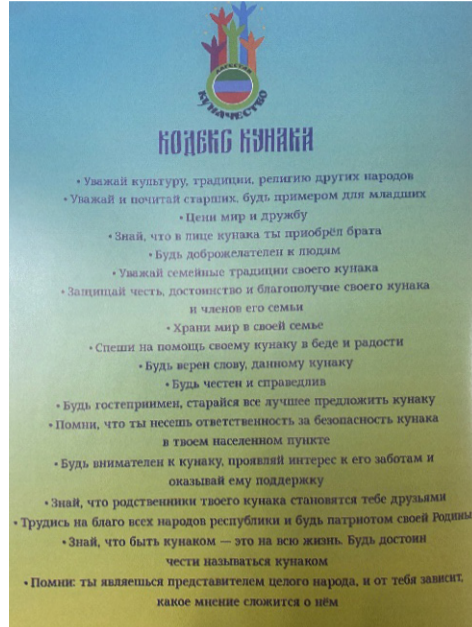 ДАГЕСТАН
КУНАЧЕСТВО
КОДЕКС КУНАКА
• Уважай культуру, традиции, религию других народов
• Уважай и почитай старших, будь примером для младших
• Цени мир и дружбу
• Знай, что в лице кунака ты приобрёл брата
• Будь доброжелателен к людям
• Уважай семейные традиции своего кунака
• Защищай честь, достоинство и благополучие своего кунака
и членов его семьи
• Храни мир в своей семье
• Спеши на помощь своему кунаку в беде и радости
• Будь верен слову, данному кунаку
• Будь честен и справедлив
• Будь гостеприимен, старайся все лучшее предложить кунаку
• Помни, что ты несешь ответственность за безопасность кунака
в твоем населенном пункте
• Будь внимателен к кунаку, проявляй интерес к его заботам и
оказывай ему поддержку
• Знай, что родственники твоего кунака становятся тебе друзьями
• Трудись на благо всех народов республики и будь патриотом своей Родины
• Знай, что быть кунаком — это на всю жизнь. Будь достоин
чести называться кунаком
• Помни: ты являешься представителем целого народа, и от тебя зависит,
какое мнение сложится о нём